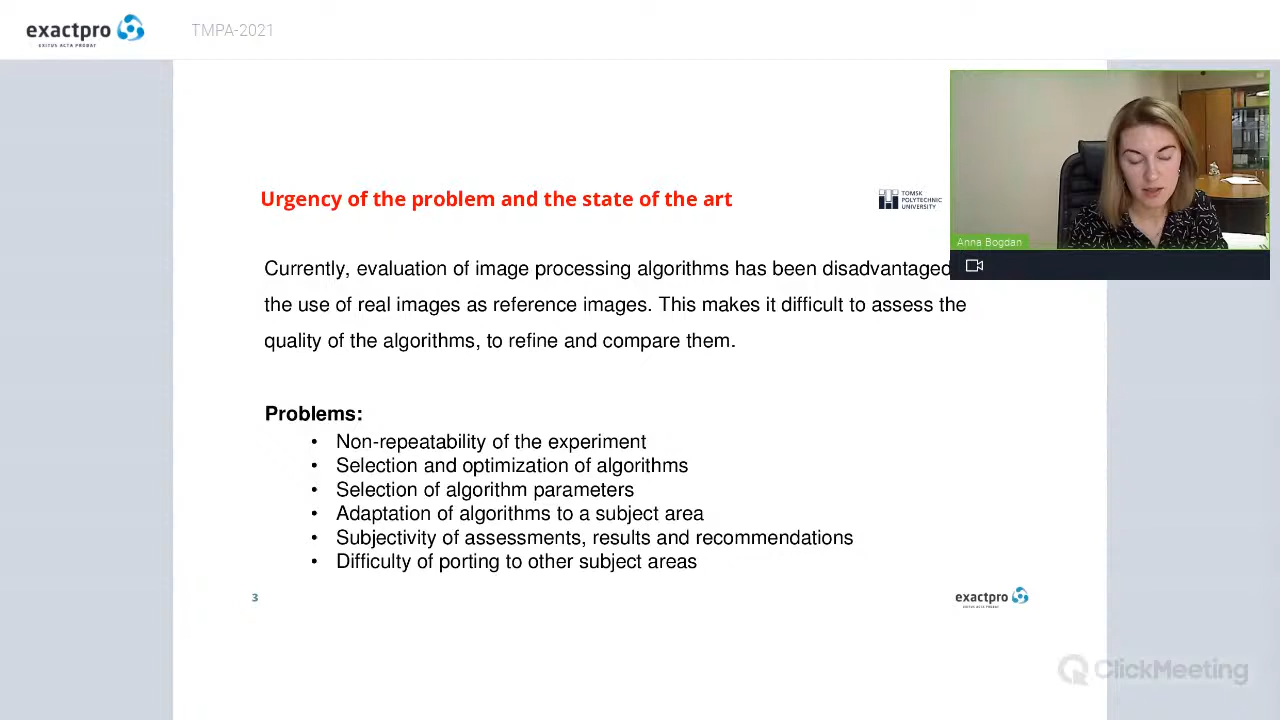 exactpro
EXITUS ACTA PROBAT
TMPA-2021
Urgency of the problem and the state of the art
TOMSK
POLYTECHNIC
UNIVERSITY
Anna Bogdan
Currently, evaluation of image processing algorithms has been disadvantaged
the use of real images as reference images. This makes it difficult to assess the
quality of the algorithms, to refine and compare them.
Problems:
• Non-repeatability of the experiment
• Selection and optimization of algorithms
• Selection of algorithm parameters
• Adaptation of algorithms to a subject area
• Subjectivity of assessments, results and recommendations
• Difficulty of porting to other subject areas
3
exactpro
EXITUS ACTA PROBAT
ClickMeeting